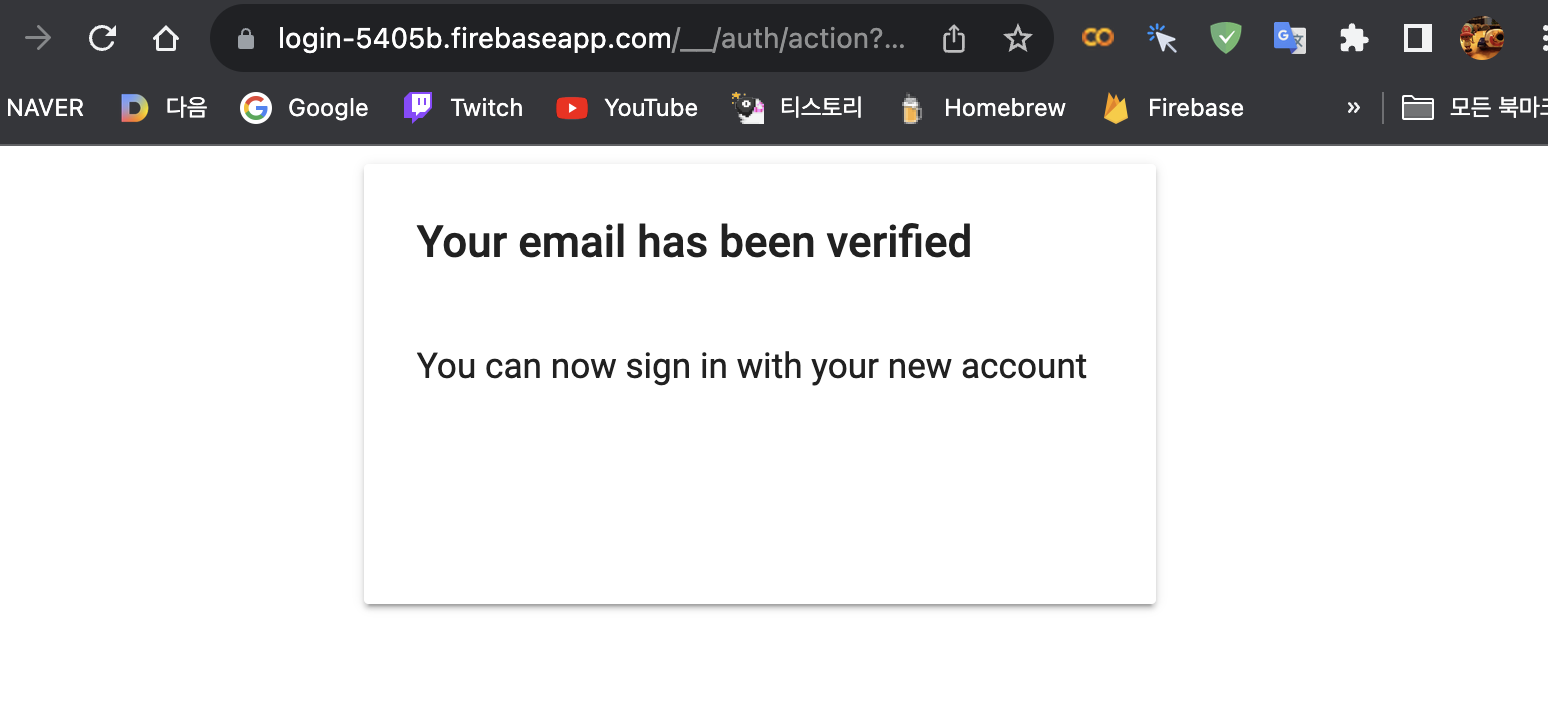 login-5405b.firebaseapp.com/__/auth/action?...
NAVER 다음 Google Twitch YouTube 티스토리 Homebrew Firebase » 모든 북마크
Your email has been verified
You can now sign in with your new account